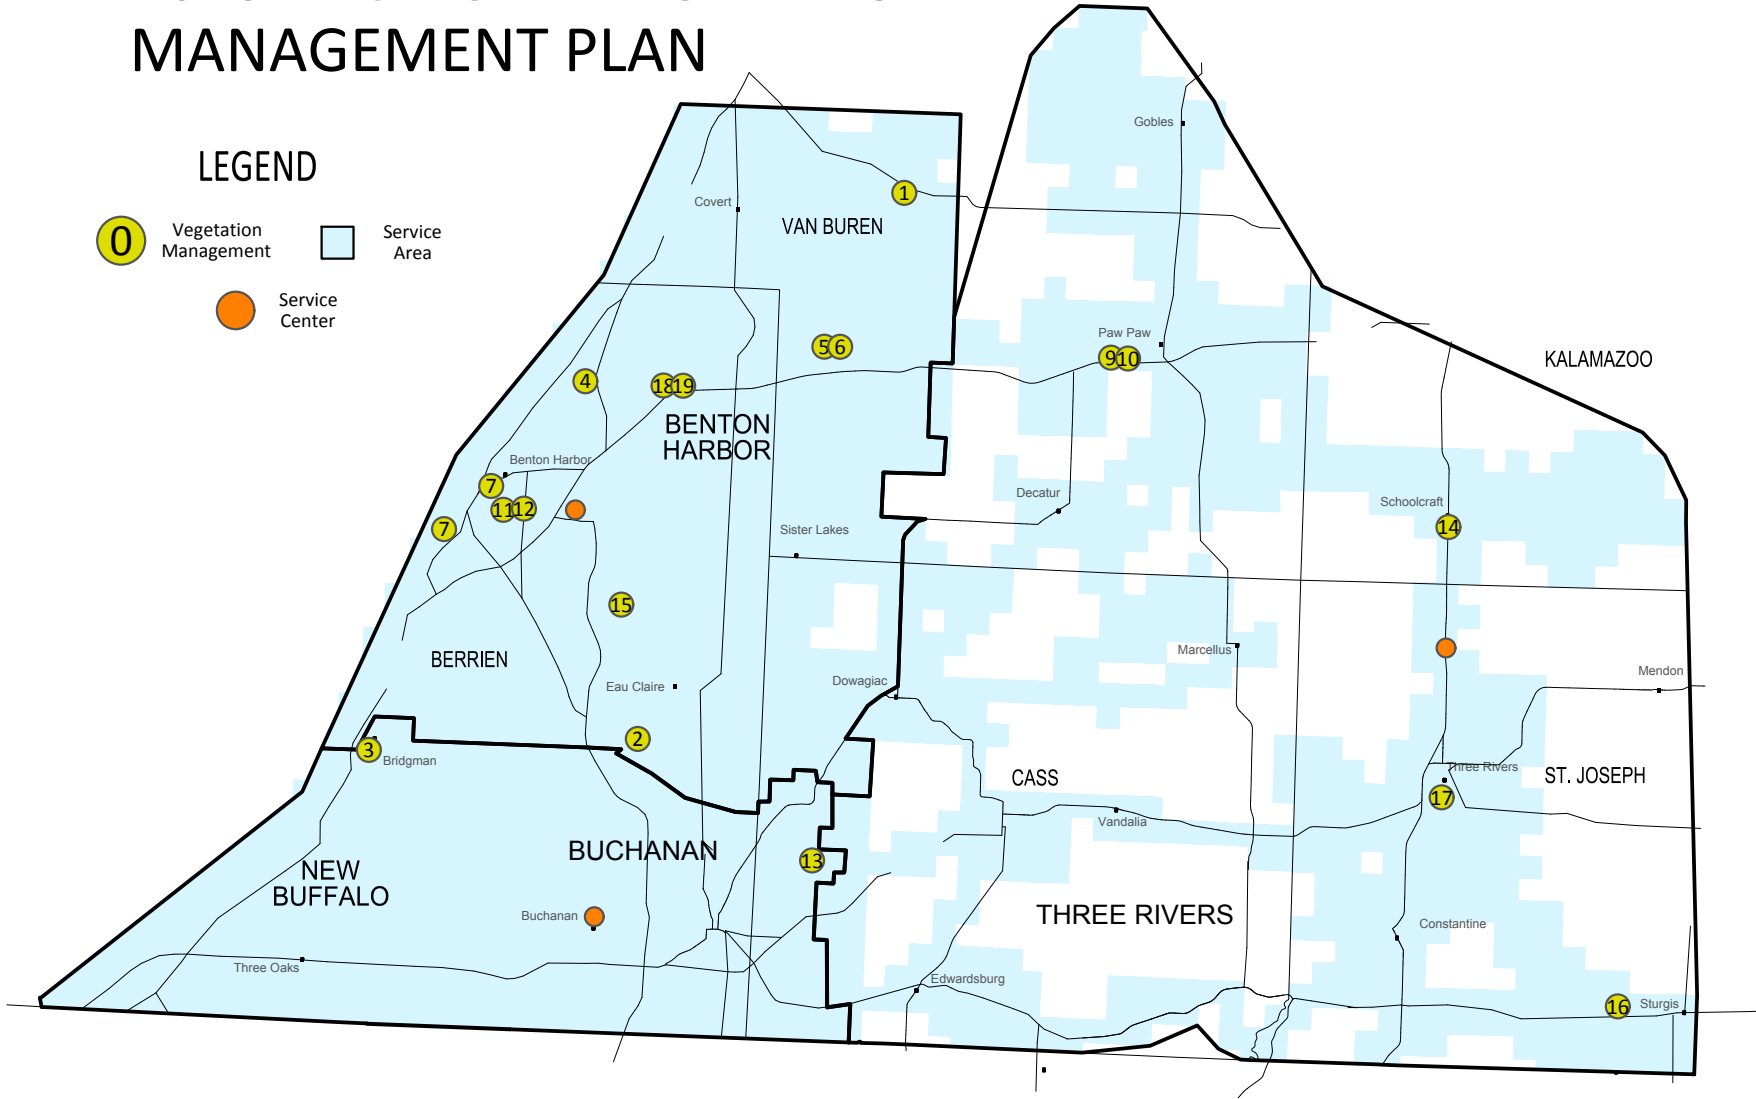 MANAGEMENT PLAN
LEGEND
0
Vegetation
Management
Service
Area
Service
Center
Gobles
Covert
1
VAN BUREN
5 6
Paw Paw
9 10
KALAMAZOO
4
18 19
BENTON
HARBOR
Benton Harbor
7
11 12
7
Decatur
Schoolcraft
14
Sister Lakes
15
BERRIEN
Marcellus
Eau Claire
Dowagiac
Mendon
2
3
Bridgman
CASS
Three Rivers
ST. JOSEPH
17
Vandalia
BUCHANAN
13
NEW
BUFFALO
Buchanan
THREE RIVERS
Constantine
Three Oaks
Edwardsburg
16
Sturgis